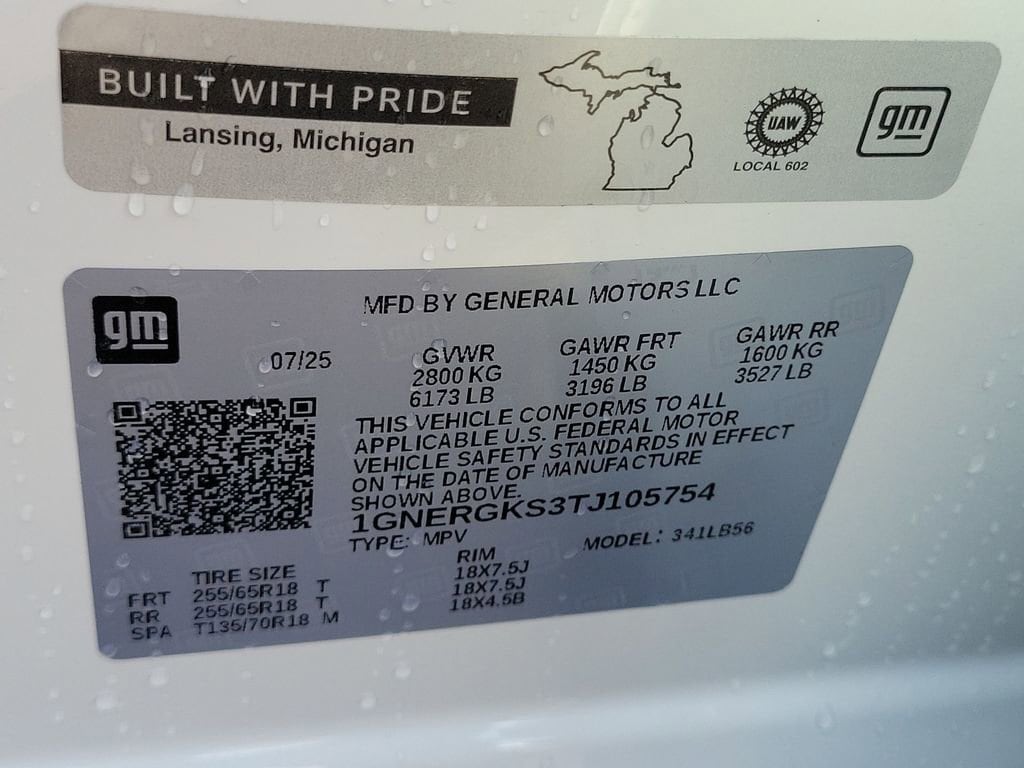 BUILT WITH PRIDE
Lansing, Michigan
UAW
LOCAL 602
gm
gm
MFD BY GENERAL MOTORS LLC
07/25
GVWR
2800 KG
6173 LB
GAWR FRT
1450 KG
3196 LB
GAWR RR
1600 KG
3527 LB
THIS VEHICLE CONFORMS TO ALL
APPLICABLE U.S. FEDERAL MOTOR
VEHICLE SAFETY STANDARDS IN EFFECT
ON THE DATE OF MANUFACTURE
SHOWN ABOVE.
1GNERGKS3TJ105754
TYPE: MPV
MODEL: 341LB56
TIRE SIZE RIM
FRT 255/65R18 T 18X7.5J
RR 255/65R18 T 18X7.5J
SPA T135/70R18 M 18X4.5B